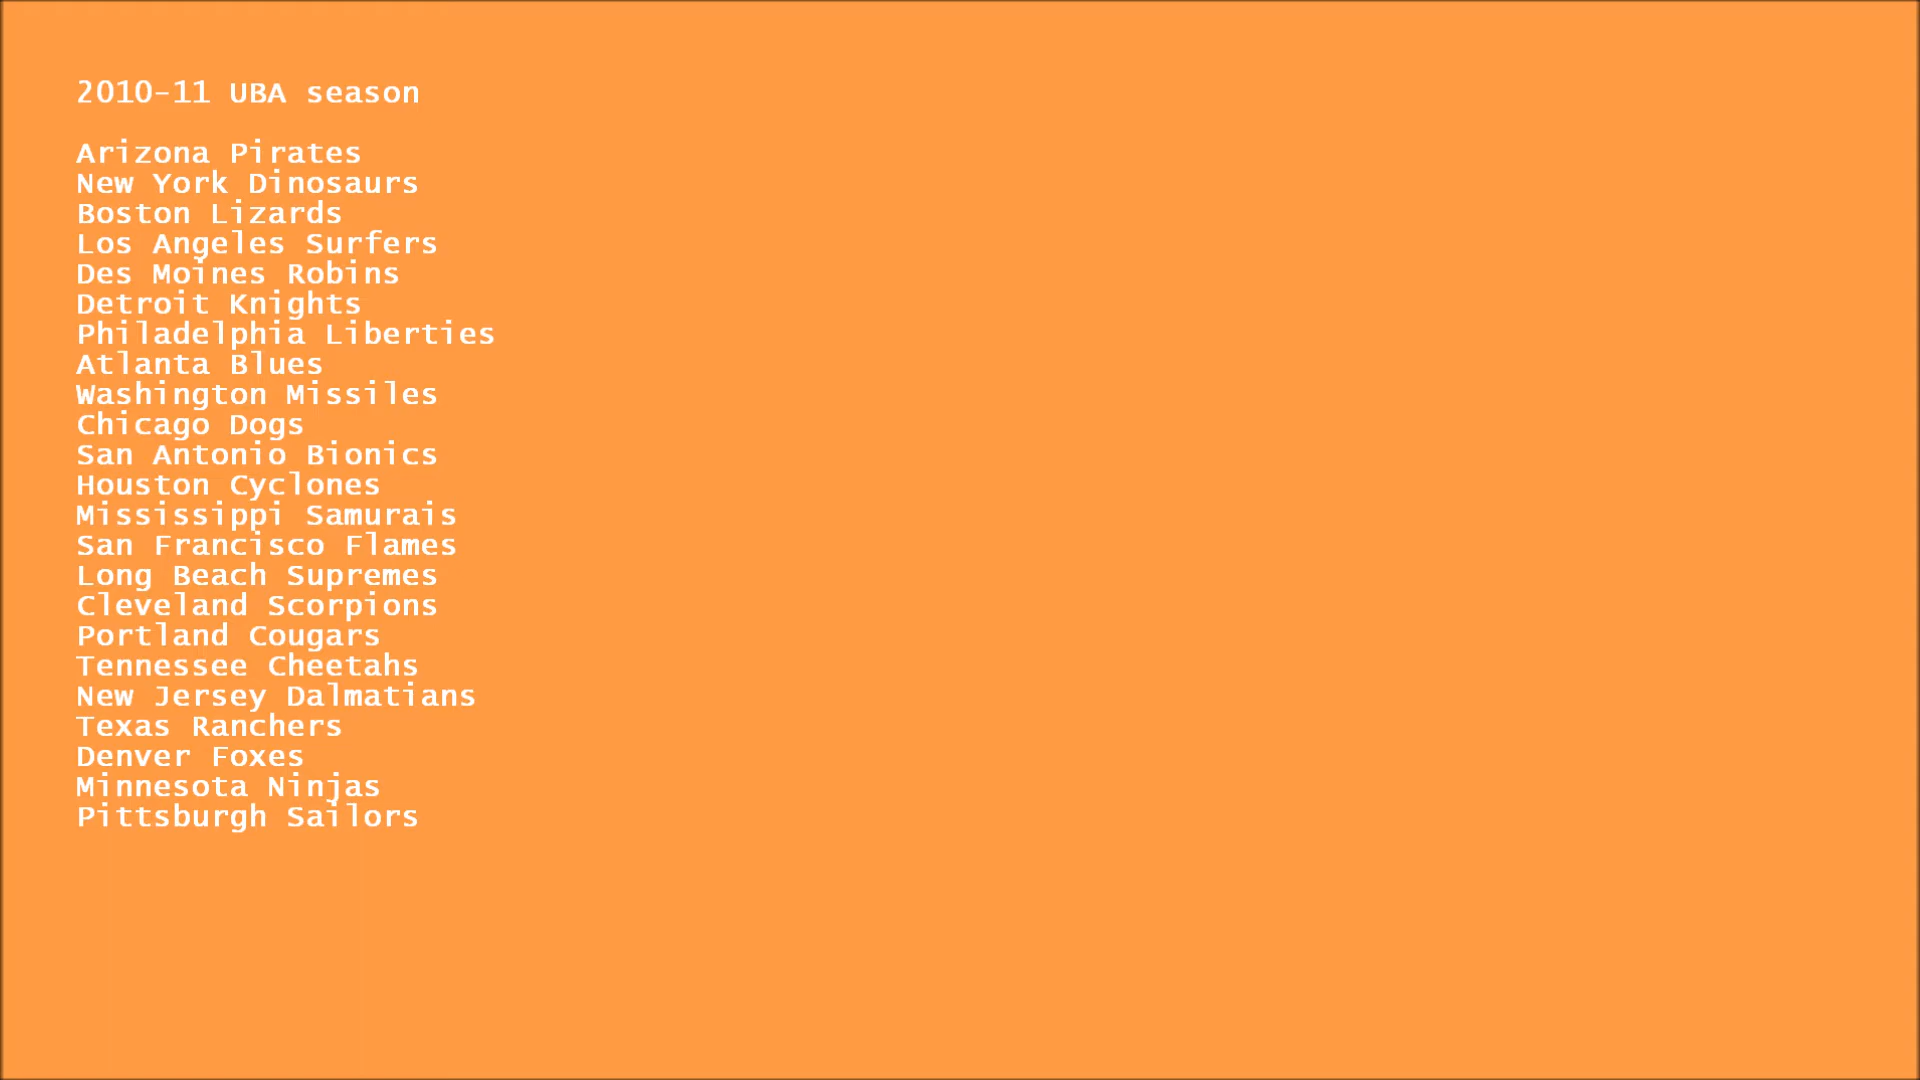 2010-11 UBA season
Arizona Pirates
New York Dinosaurs
Boston Lizards
Los Angeles Surfers
Des Moines Robins
Detroit Knights
Philadelphia Liberties
Atlanta Blues
Washington Missiles
Chicago Dogs
San Antonio Bionics
Houston Cyclones
Mississippi Samurais
San Francisco Flames
Long Beach Supremes
Cleveland Scorpions
Portland Cougars
Tennessee Cheetahs
New Jersey Dalmatians
Texas Ranchers
Denver Foxes
Minnesota Ninjas
Pittsburgh Sailors